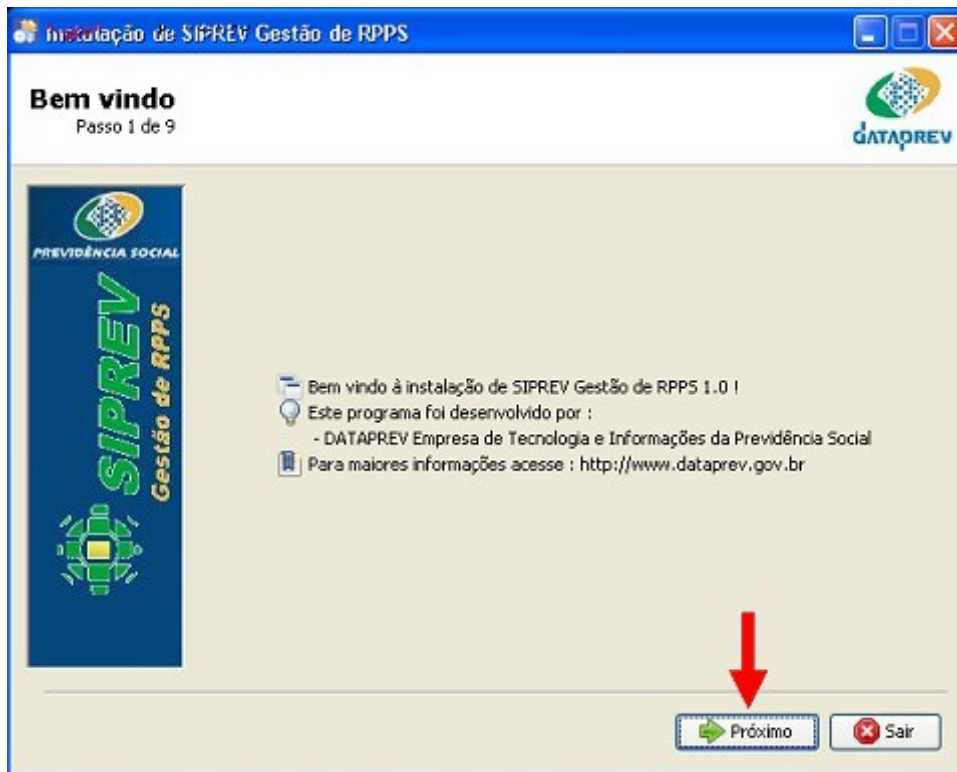 Instalação de SIPREV Gestão de RPPS
Bem vindo
Passo 1 de 9
DATAPREV
PREVIDÊNCIA SOCIAL
SIPREV
Gestão de RPPS
Bem vindo à instalação de SIPREV Gestão de RPPS 1.0 !
Este programa foi desenvolvido por :
- DATAPREV Empresa de Tecnologia e Informações da Previdência Social
Para maiores informações acesse : http://www.dataprev.gov.br
Próximo
Sair